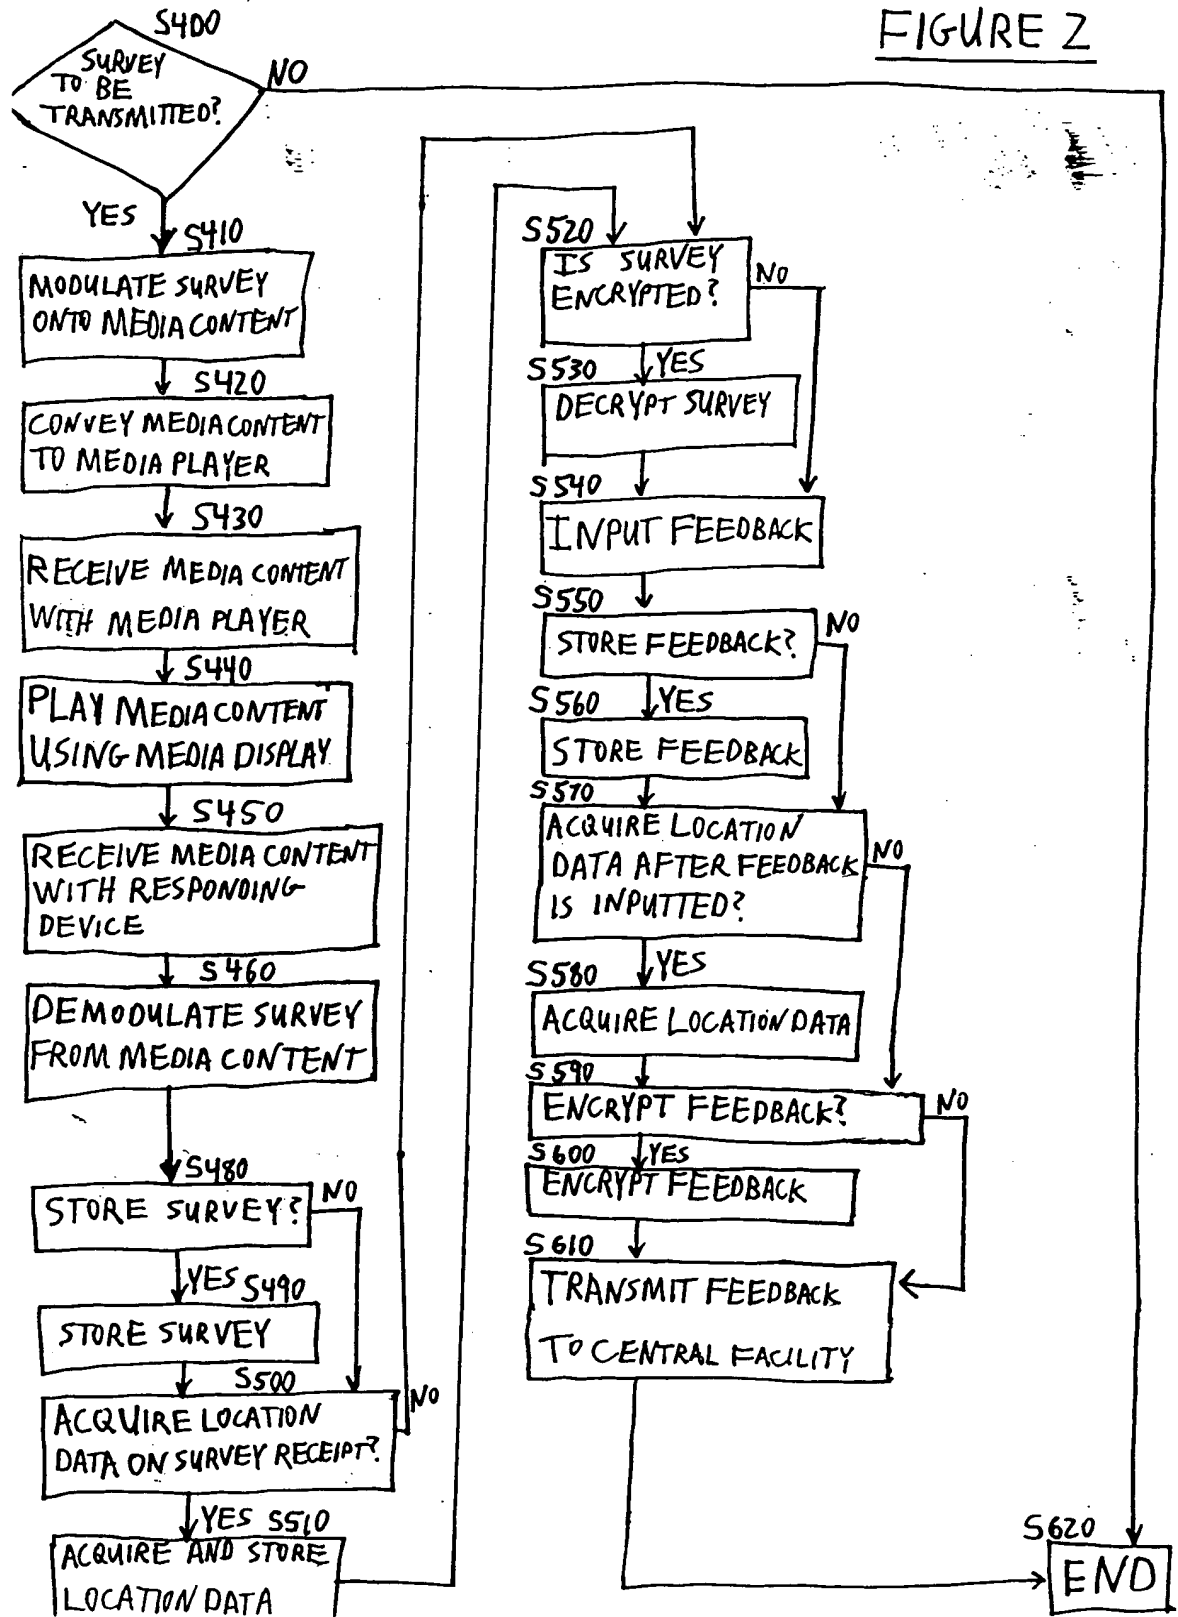 FIGURE 2
S400
SURVEY
TO BE
TRANSMITTED?
NO
YES
S410
MODULATE SURVEY
ONTO MEDIA CONTENT
S420
CONVEY MEDIA CONTENT
TO MEDIA PLAYER
S430
RECEIVE MEDIA CONTENT
WITH MEDIA PLAYER
S440
PLAY MEDIA CONTENT
USING MEDIA DISPLAY
S450
RECEIVE MEDIA CONTENT
WITH RESPONDING
DEVICE
S460
DEMODULATE SURVEY
FROM MEDIA CONTENT
S480
STORE SURVEY?
NO
YES
S490
STORE SURVEY
S500
ACQUIRE LOCATION
DATA ON SURVEY RECEIPT?
NO
YES
S510
ACQUIRE AND STORE
LOCATION DATA
S520
IS SURVEY
ENCRYPTED?
NO
S530
YES
DECRYPT SURVEY
S540
INPUT FEEDBACK
S550
STORE FEEDBACK?
NO
S560
YES
STORE FEEDBACK
S570
ACQUIRE LOCATION
DATA AFTER FEEDBACK
IS INPUTTED?
NO
S580
YES
ACQUIRE LOCATION DATA
S590
ENCRYPT FEEDBACK?
NO
S600
YES
ENCRYPT FEEDBACK
S610
TRANSMIT FEEDBACK
TO CENTRAL FACILITY
S620
END